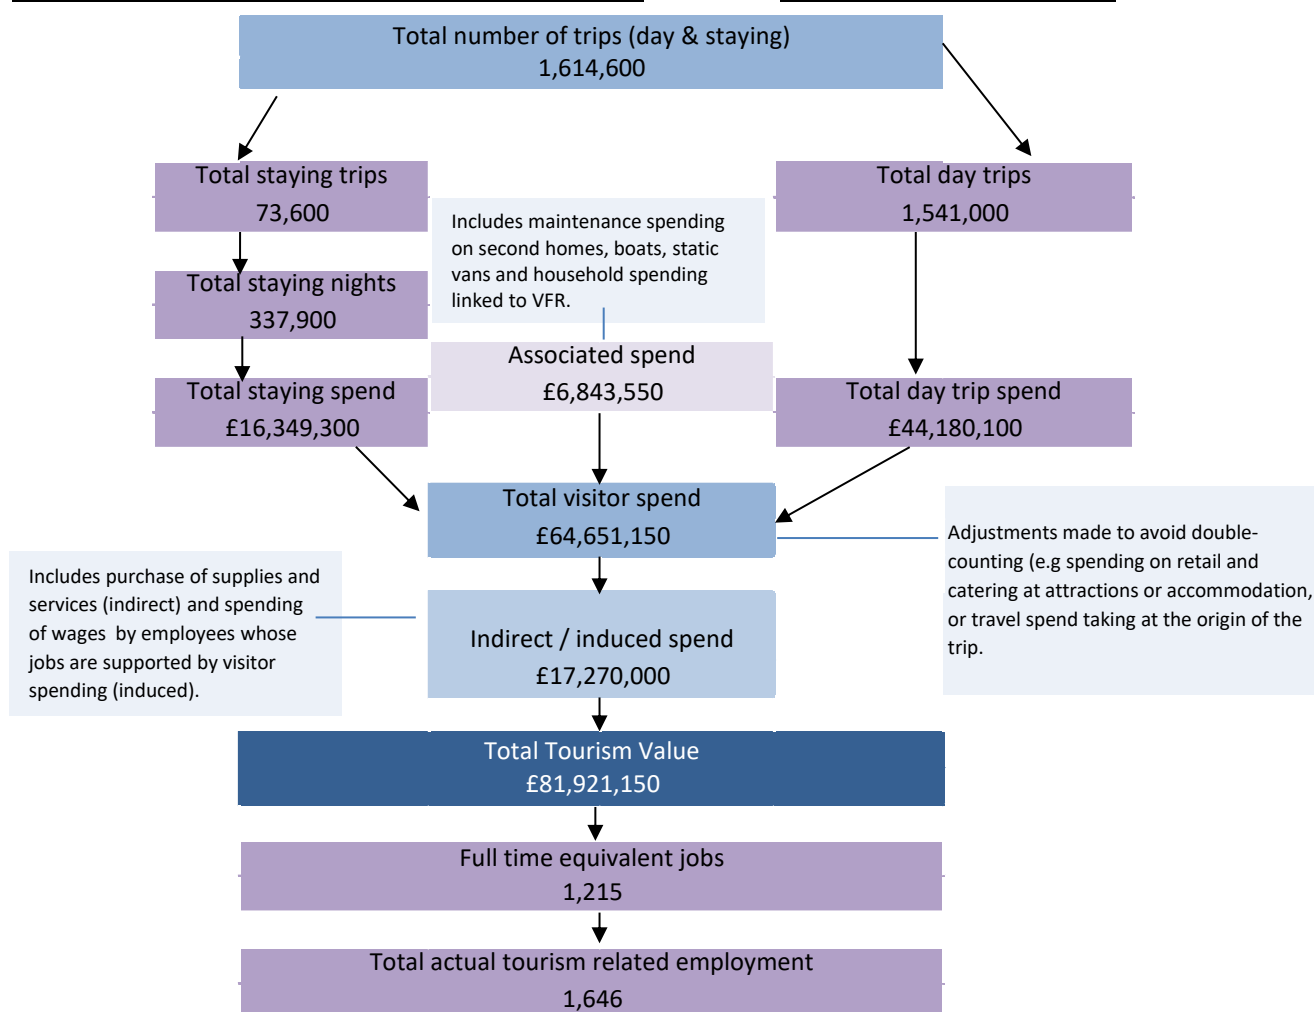 Total number of trips (day & staying)
1,614,600
Total staying trips
73,600
Total day trips
1,541,000
Includes maintenance spending
on second homes, boats, static
vans and household spending
linked to VFR.
Total staying nights
337,900
Associated spend
£6,843,550
Total staying spend
£16,349,300
Total day trip spend
£44,180,100
Total visitor spend
£64,651,150
Adjustments made to avoid double-
counting (e.g spending on retail and
catering at attractions or accommodation,
or travel spend taking at the origin of the
trip.
Includes purchase of supplies and
services (indirect) and spending
of wages by employees whose
jobs are supported by visitor
spending (induced).
Indirect / induced spend
£17,270,000
Total Tourism Value
£81,921,150
Full time equivalent jobs
1,215
Total actual tourism related employment
1,646